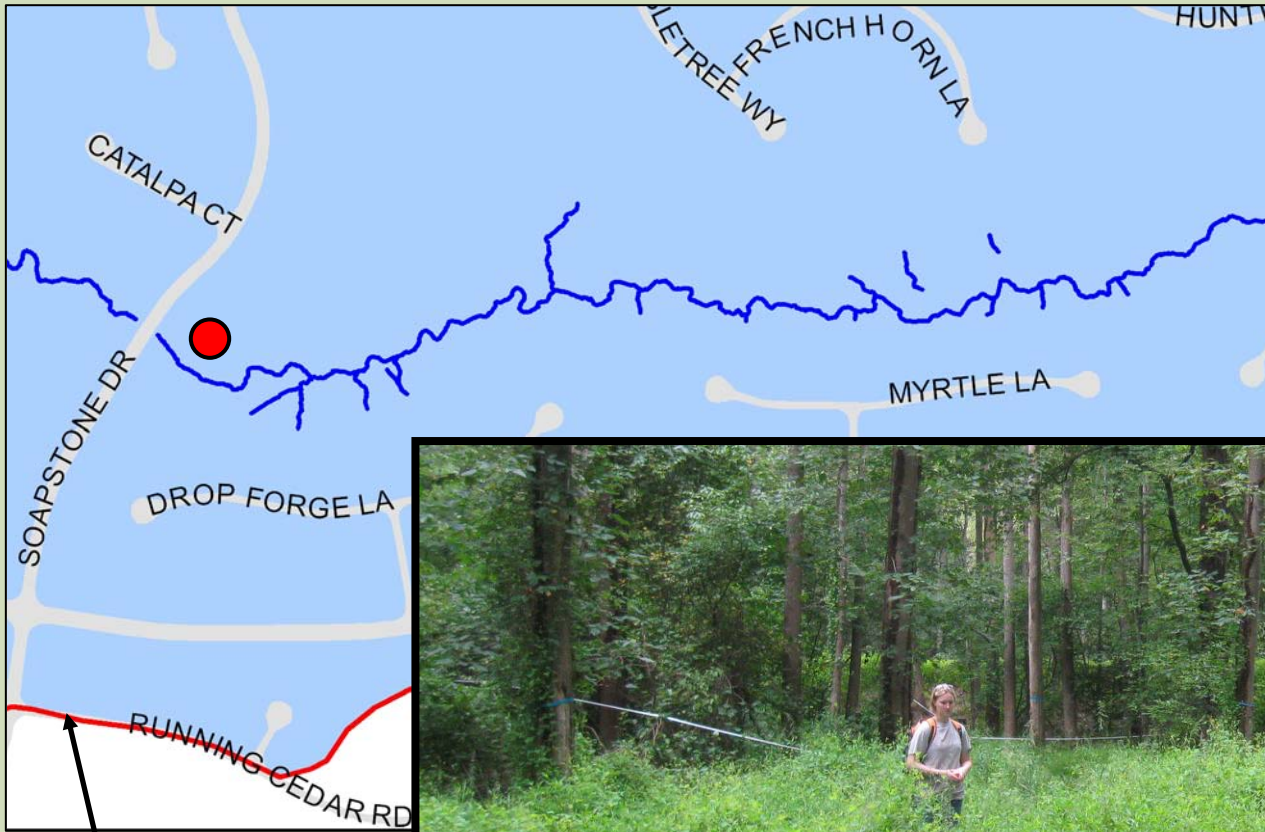 HUNT
LETREE WY
FRENCH HORN LA
CATALPA CT
SOAPSTONE DR
MYRTLE LA
DROP FORGE LA
RUNNING CEDAR RD